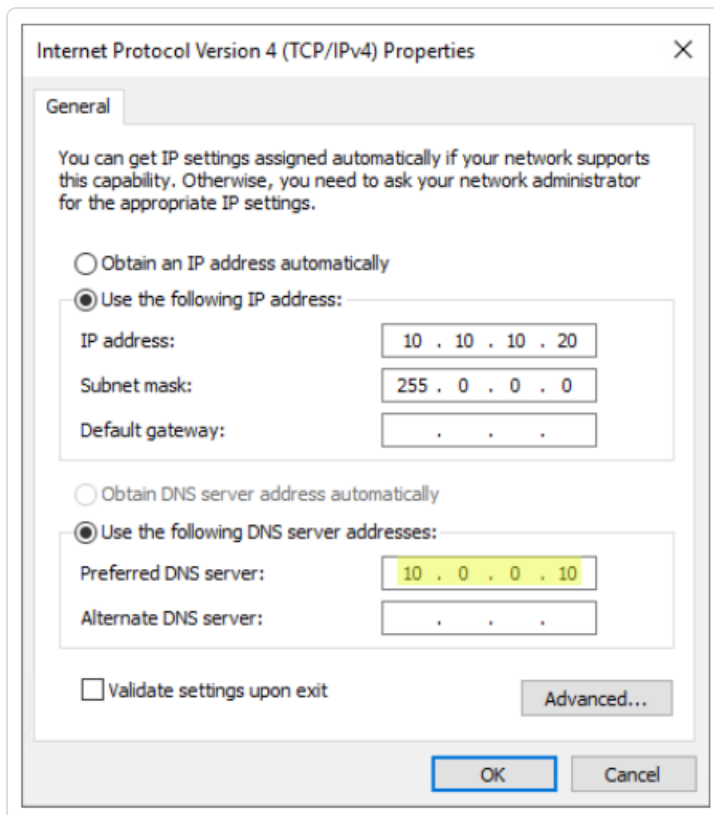 Internet Protocol Version 4 (TCP/IPv4) Properties
General
You can get IP settings assigned automatically if your network supports
this capability. Otherwise, you need to ask your network administrator
for the appropriate IP settings.
Obtain an IP address automatically
Use the following IP address:
IP address: 10 . 10 . 10 . 20
Subnet mask: 255 . 0 . 0 . 0
Default gateway: . . .
Obtain DNS server address automatically
Use the following DNS server addresses:
Preferred DNS server: 10 . 0 . 0 . 10
Alternate DNS server: . . .
Validate settings upon exit
Advanced...
OK Cancel